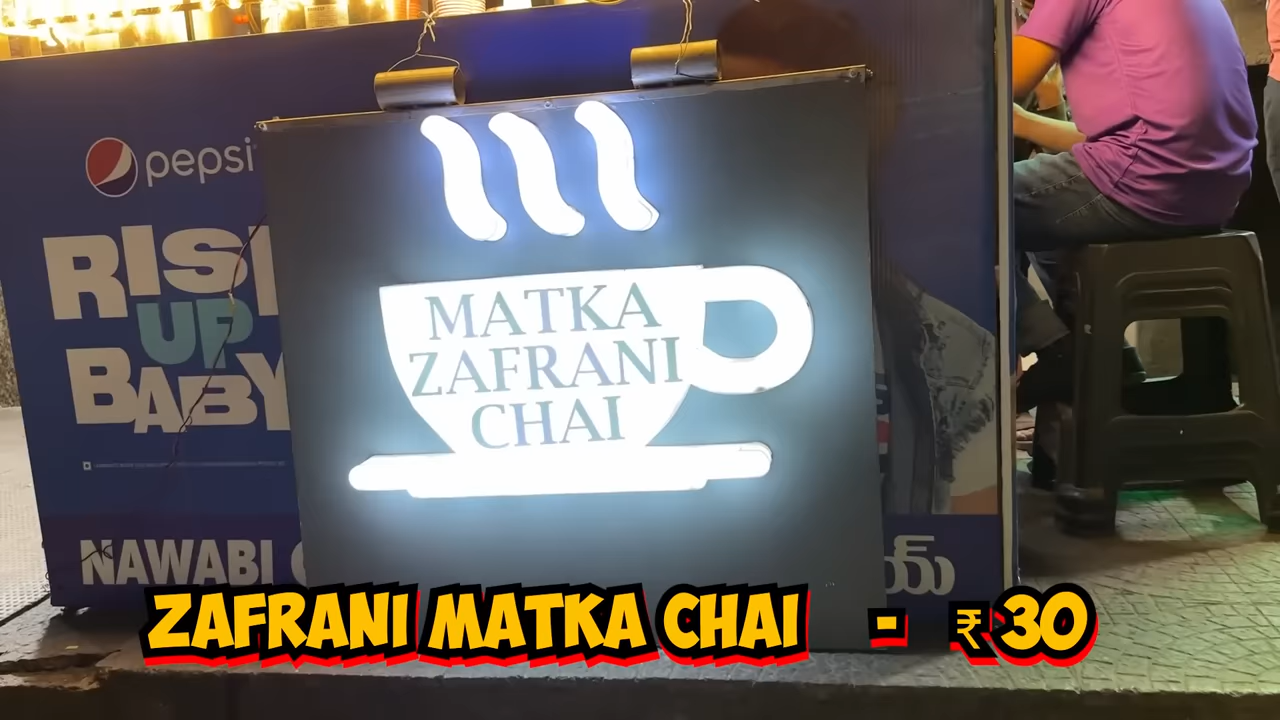 pepsi
RISE
UP
BABY
MATKA
ZAFRANI
CHAI
NAWABI
ZAFRANI MATKA CHAI - ₹ 30